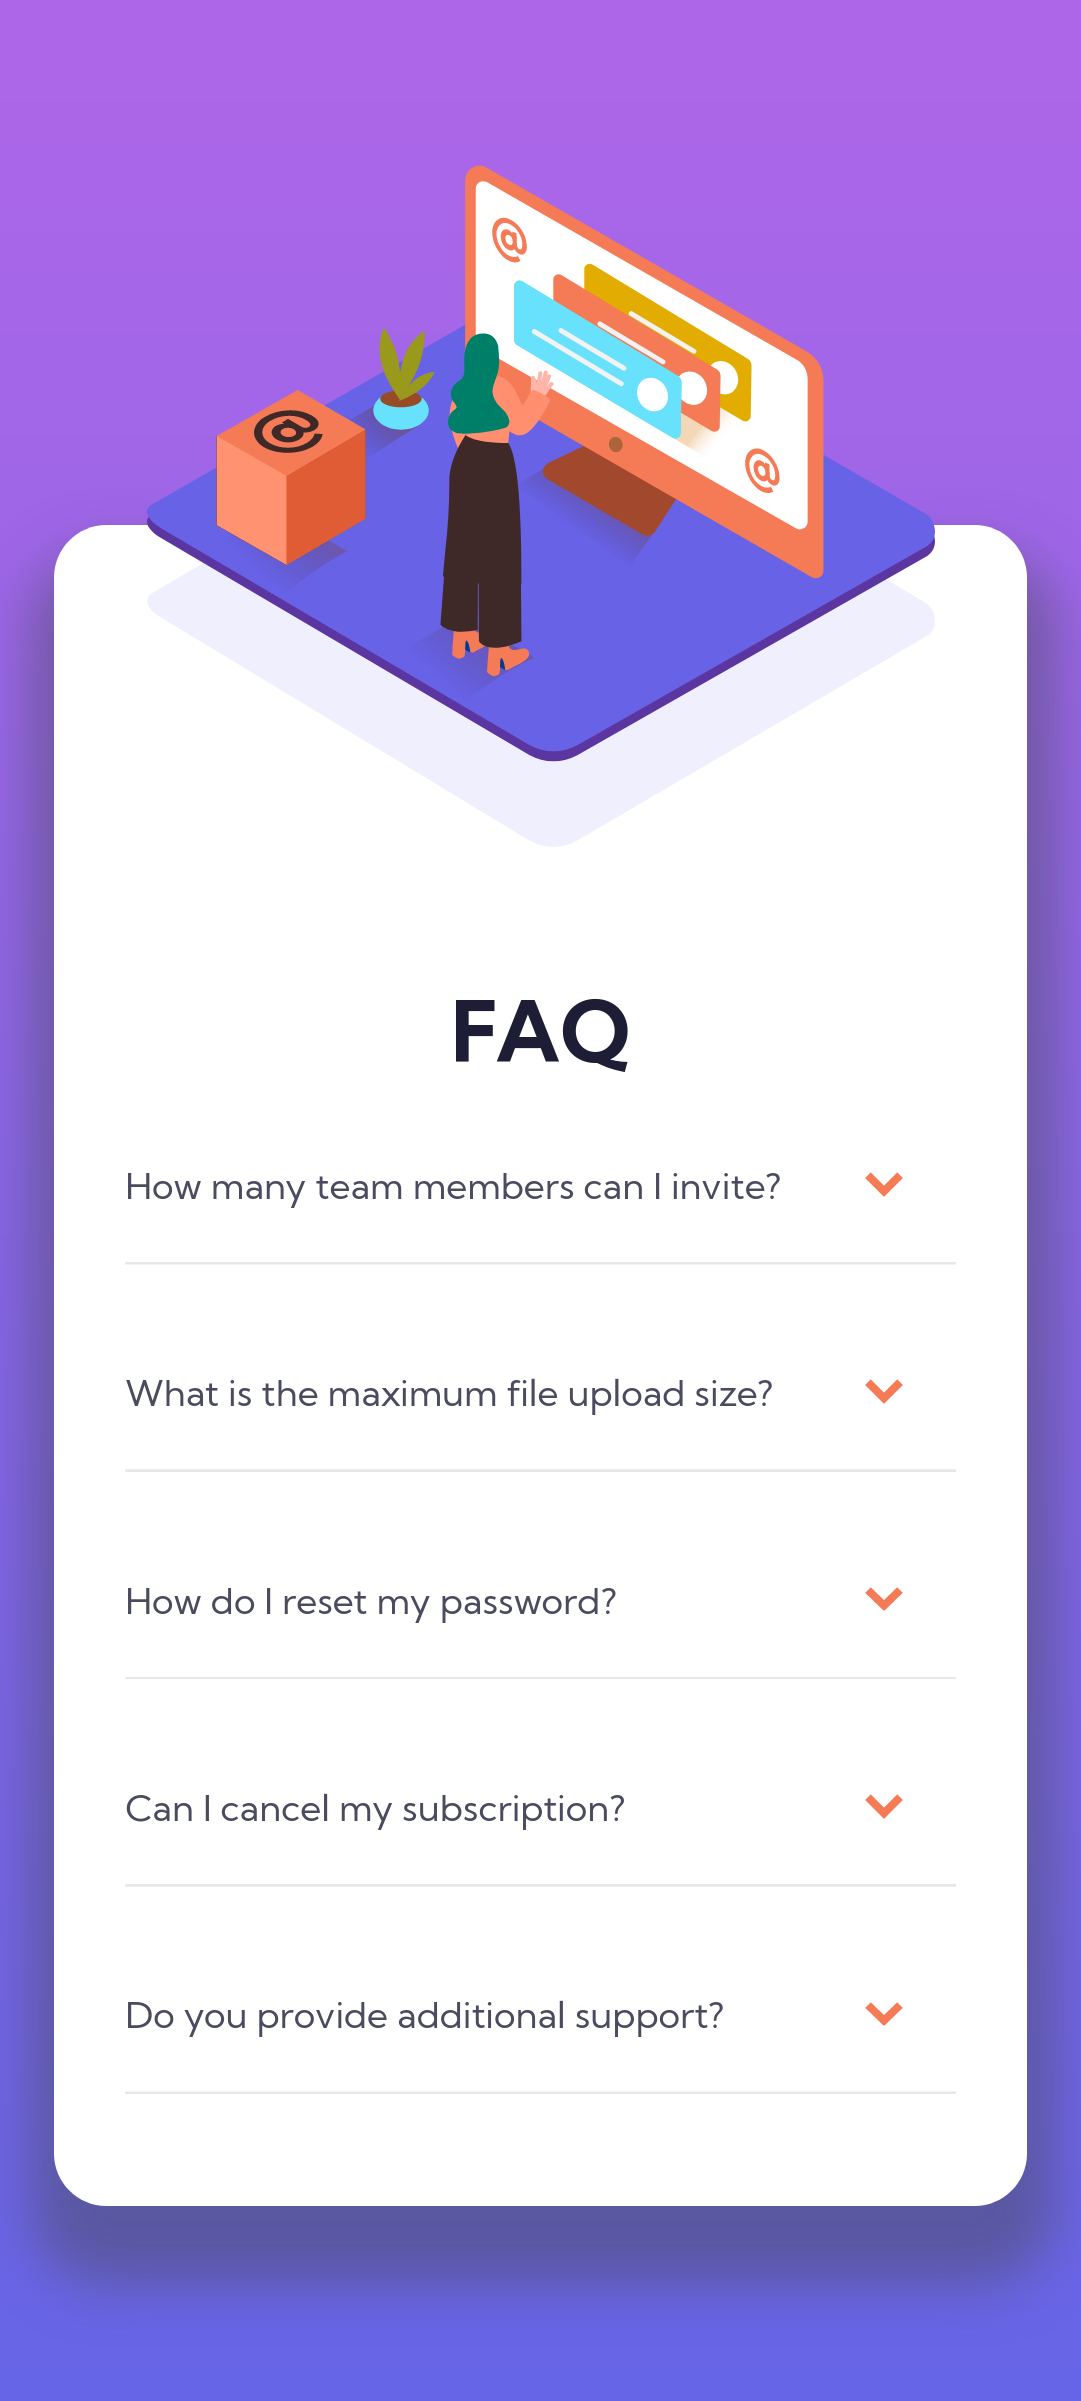 @
@
@
FAQ
How many team members can I invite?
What is the maximum file upload size?
How do I reset my password?
Can I cancel my subscription?
Do you provide additional support?